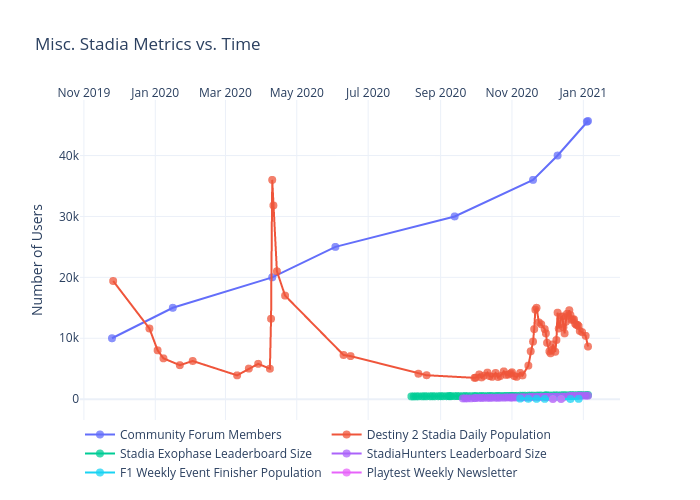 Misc. Stadia Metrics vs. Time
Nov 2019 Jan 2020 Mar 2020 May 2020 Jul 2020 Sep 2020 Nov 2020 Jan 2021
Number of Users
40k
30k
20k
10k
0
Community Forum Members Destiny 2 Stadia Daily Population
Stadia Exophase Leaderboard Size StadiaHunters Leaderboard Size
F1 Weekly Event Finisher Population Playtest Weekly Newsletter